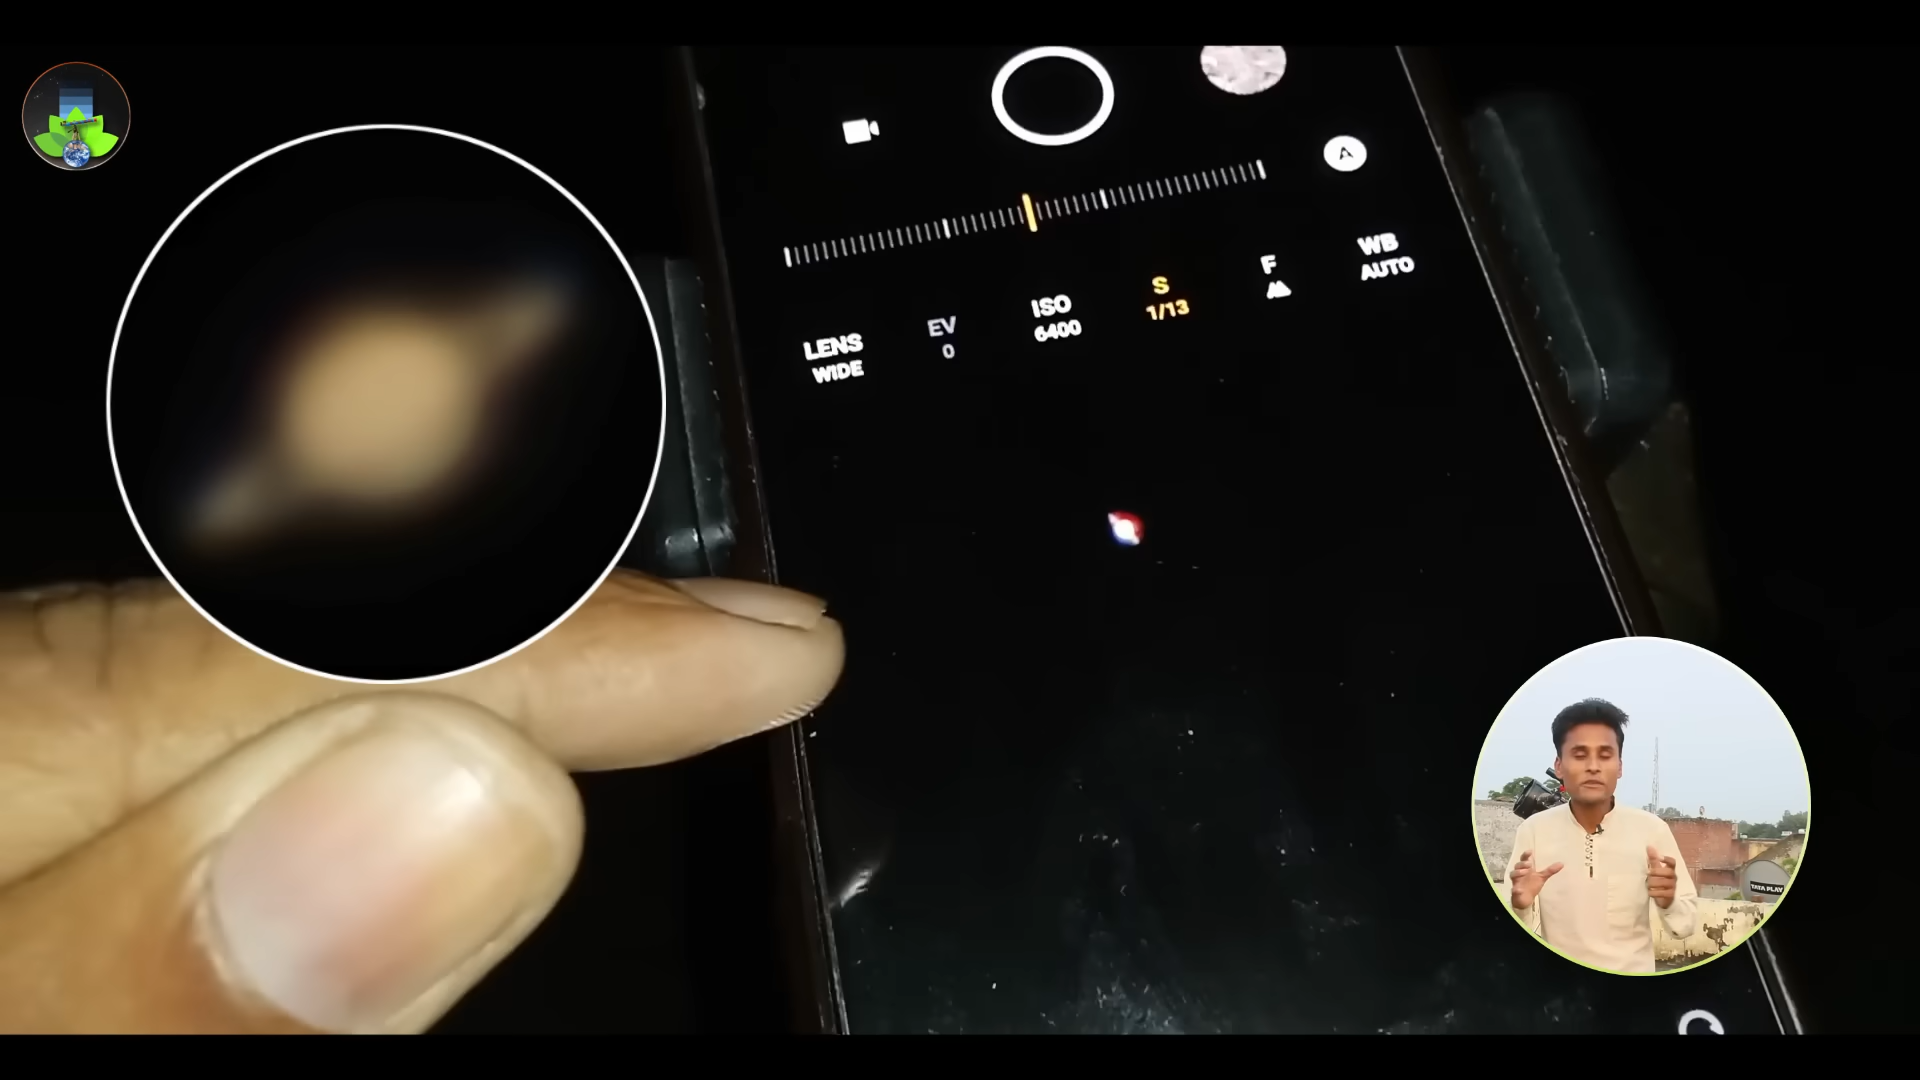 A
LENS
WIDE
EV
0
ISO
6400
S
1/13
F
WB
AUTO
TATA PLAY